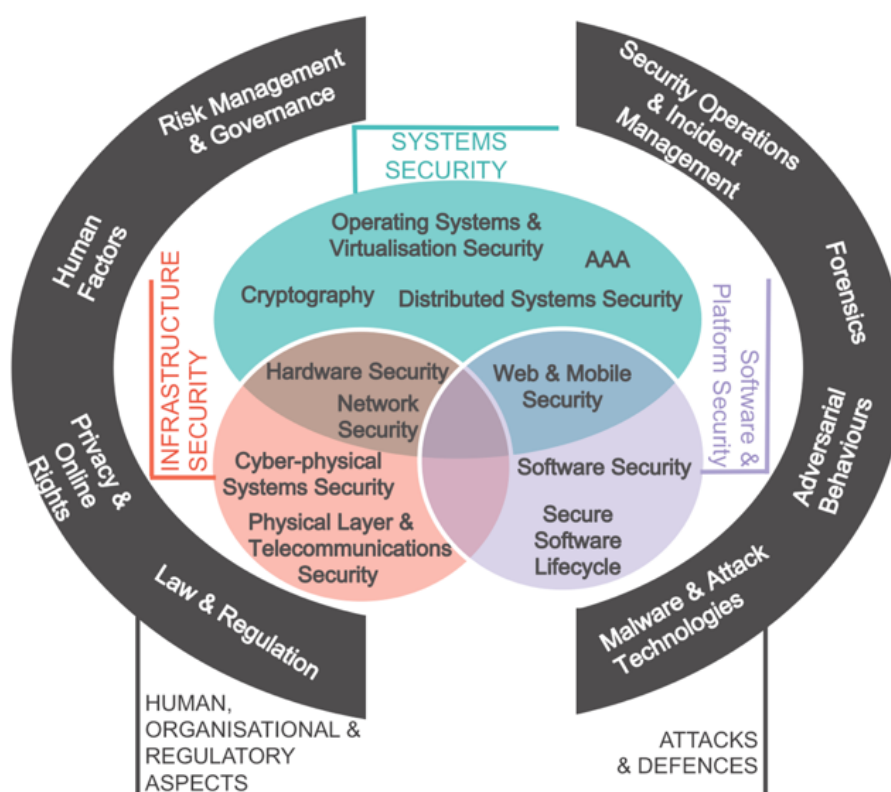 Risk Management
& Governance
Human
Factors
Privacy &
Online
Rights
Law & Regulation
HUMAN,
ORGANISATIONAL &
REGULATORY
ASPECTS
SYSTEMS
SECURITY
Operating Systems &
Virtualisation Security
AAA
Cryptography
Distributed Systems Security
INFRASTRUCTURE
SECURITY
Hardware Security
Network
Security
Cyber-physical
Systems Security
Physical Layer &
Telecommunications
Security
Web & Mobile
Security
Software &
Platform Security
Software Security
Secure
Software
Lifecycle
Security Operations
& Incident
Management
Forensics
Adversarial
Behaviours
Malware & Attack
Technologies
ATTACKS
& DEFENCES